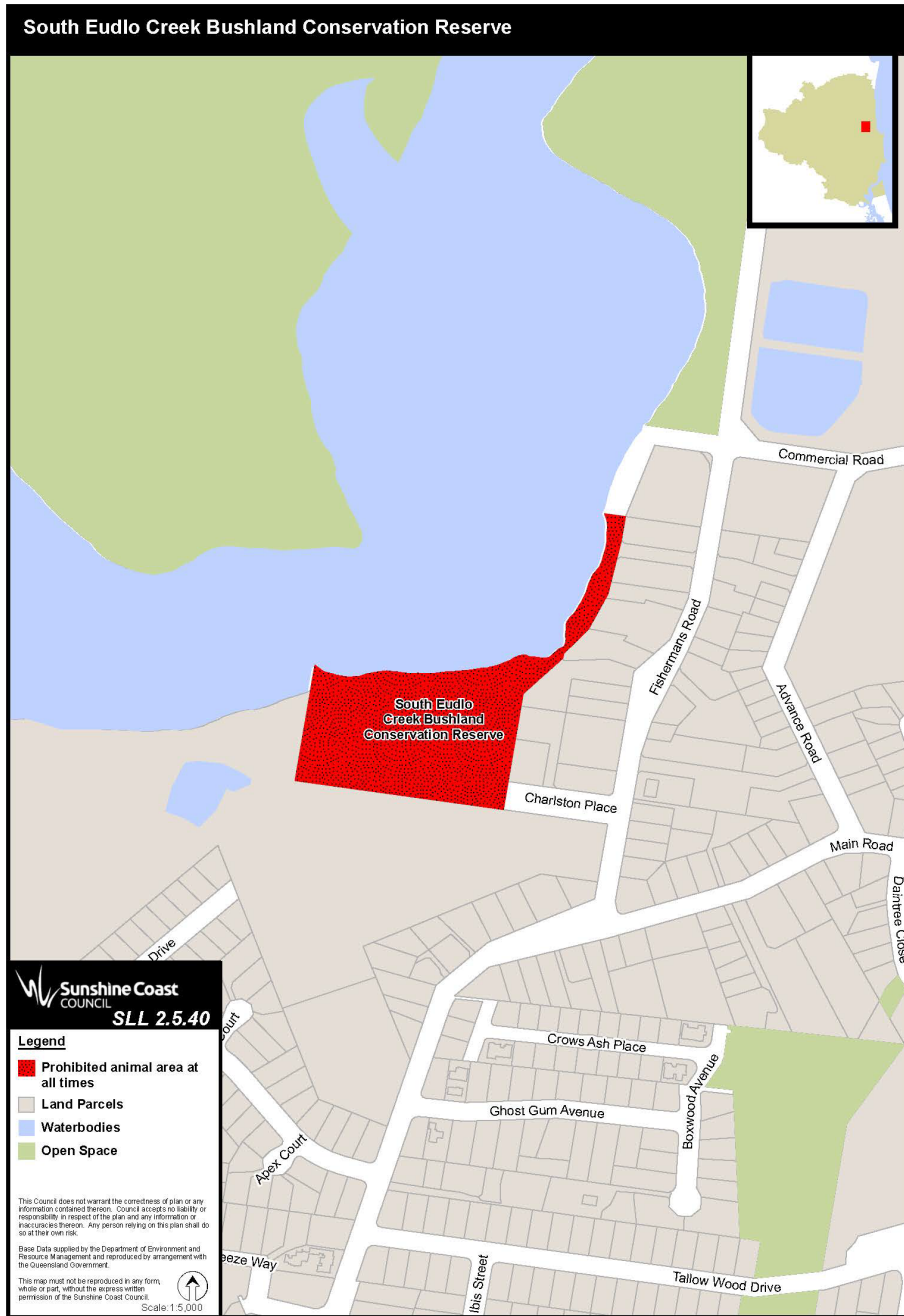 South Eudlo Creek Bushland Conservation Reserve
Commercial Road
Fishermans Road
Advance Road
South Eudlo
Creek Bushland
Conservation Reserve
Charlston Place
Main Road
Daintree Close
Drive
Court
Crows Ash Place
Ghost Gum Avenue
Boxwood Avenue
Apex Court
eeze Way
Ibis Street
Tallow Wood Drive
Sunshine Coast
COUNCIL
SLL 2.5.40
Legend
Prohibited animal area at
all times
Land Parcels
Waterbodies
Open Space
This Council does not warrant the correctness of plan or any
information contained thereon. Council accepts no liability or
responsibility in respect of the plan and any information or
inaccuracies thereon. Any person relying on this plan shall do
so at their own risk.
Base Data supplied by the Department of Environment and
Resource Management and reproduced by arrangement with
the Queensland Government.
This map must not be reproduced in any form,
whole or part, without the express written
permission of the Sunshine Coast Council.
Scale: 1:5,000